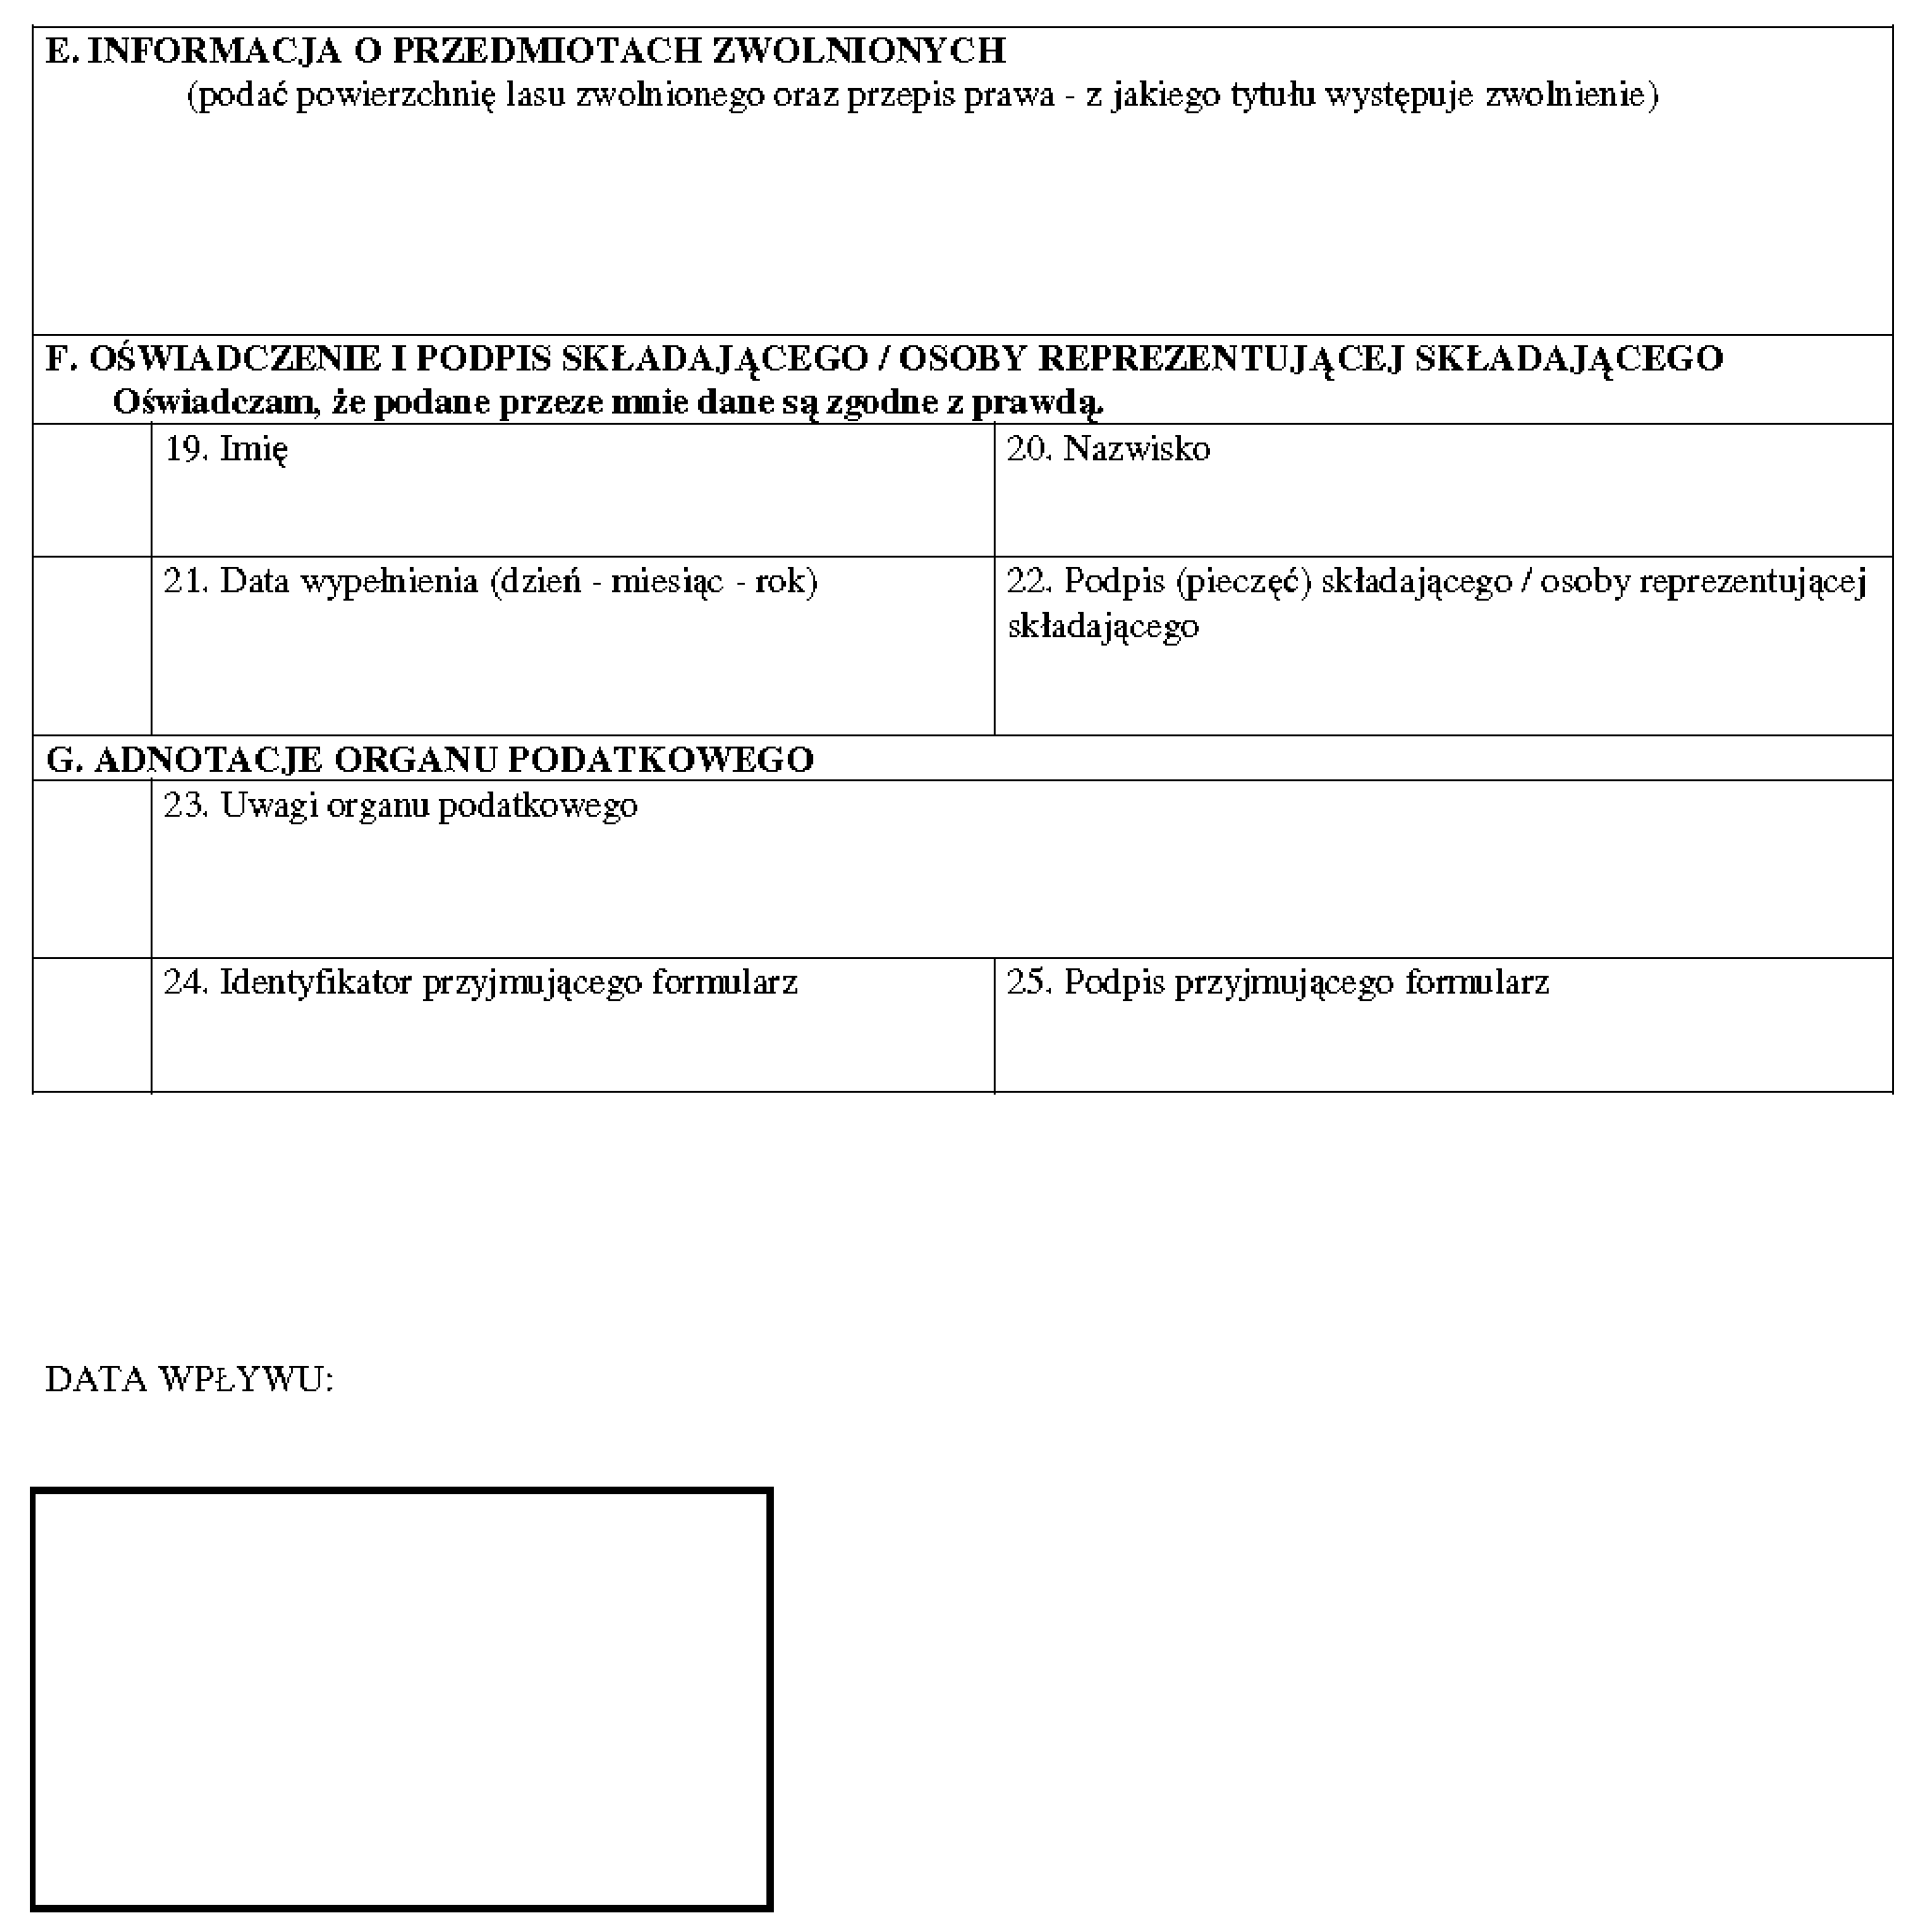 E. INFORMACJA O PRZEDMIOTACH ZWOLNIONYCH
(podać powierzchnię lasu zwolnionego oraz przepis prawa - z jakiego tytułu występuje zwolnienie)
F. OŚWIADCZENIE I PODPIS SKŁADAJĄCEGO / OSOBY REPREZENTUJĄCEJ SKŁADAJĄCEGO
Oświadczam, że podane przeze mnie dane są zgodne z prawdą.
19. Imię
20. Nazwisko
21. Data wypełnienia (dzień - miesiąc - rok)
22. Podpis (pieczęć) składającego / osoby reprezentującej
składającego
G. ADNOTACJE ORGANU PODATKOWEGO
23. Uwagi organu podatkowego
24. Identyfikator przyjmującego formularz
25. Podpis przyjmującego formularz
DATA WPŁYWU: